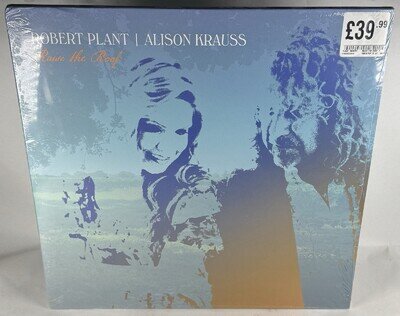 ROBERT PLANT | ALISON KRAUSS
Raise the Roof
£39.99